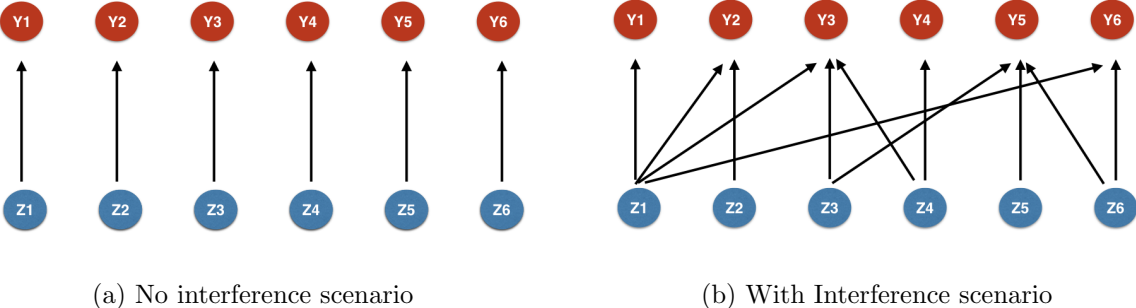 Y1 Y2 Y3 Y4 Y5 Y6
Z1 Z2 Z3 Z4 Z5 Z6
(a) No interference scenario
Y1 Y2 Y3 Y4 Y5 Y6
Z1 Z2 Z3 Z4 Z5 Z6
(b) With Interference scenario